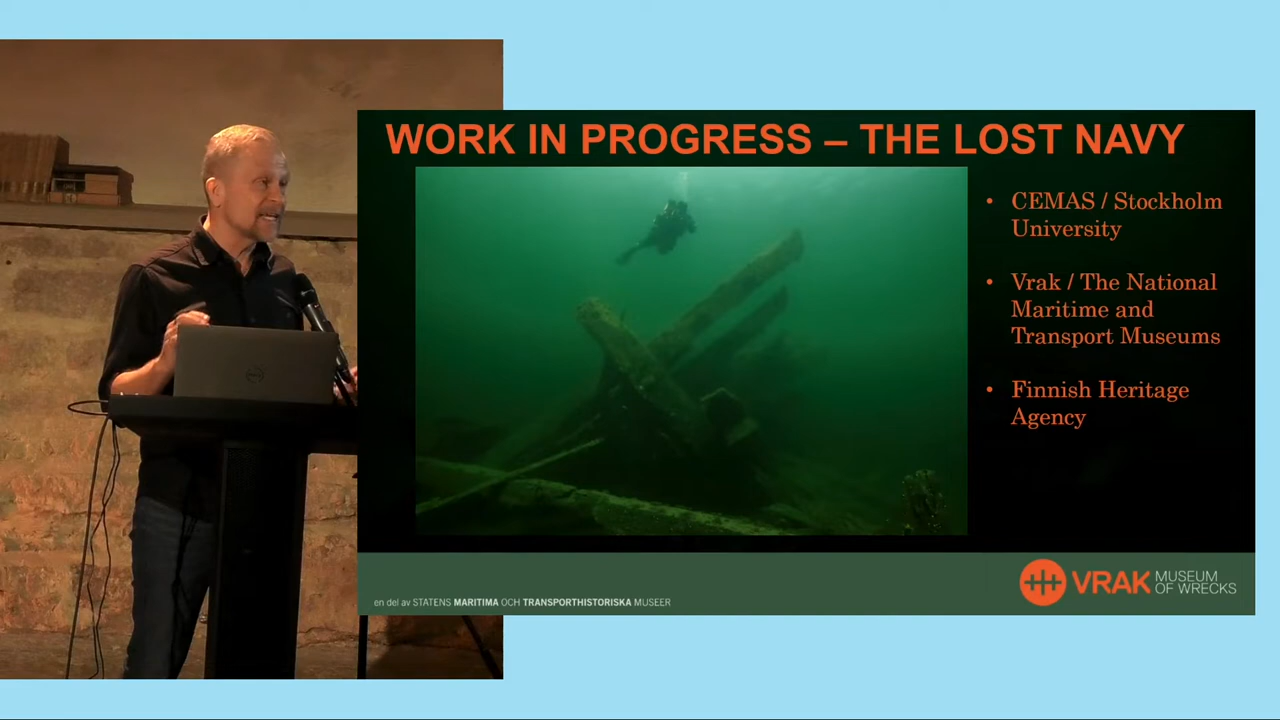 WORK IN PROGRESS – THE LOST NAVY
• CEMAS / Stockholm
University
• Vrak / The National
Maritime and
Transport Museums
• Finnish Heritage
Agency
en del av STATENS MARITIMA OCH TRANSPORTHISTORISKA MUSEER
VRAK MUSEUM
OF WRECKS
DELL